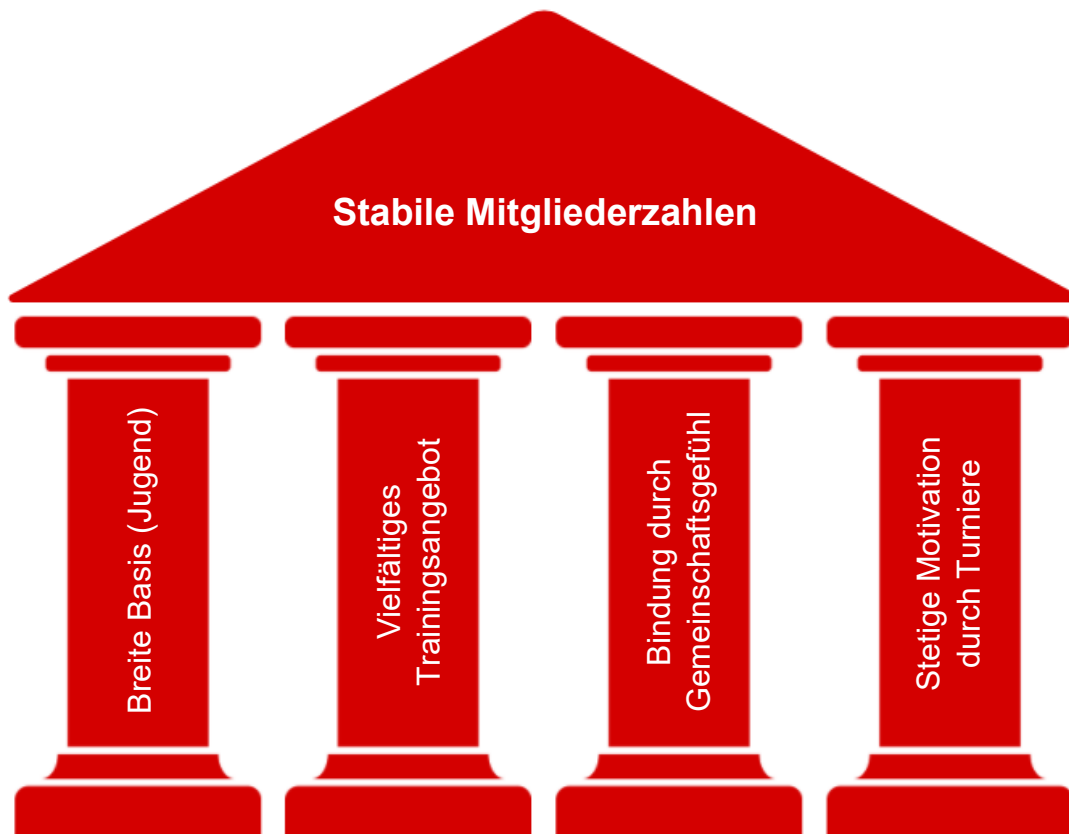 Stabile Mitgliederzahlen
Breite Basis (Jugend)
Vielfältiges
Trainingsangebot
Bindung durch
Gemeinschaftsgefühl
Stetige Motivation
durch Turniere